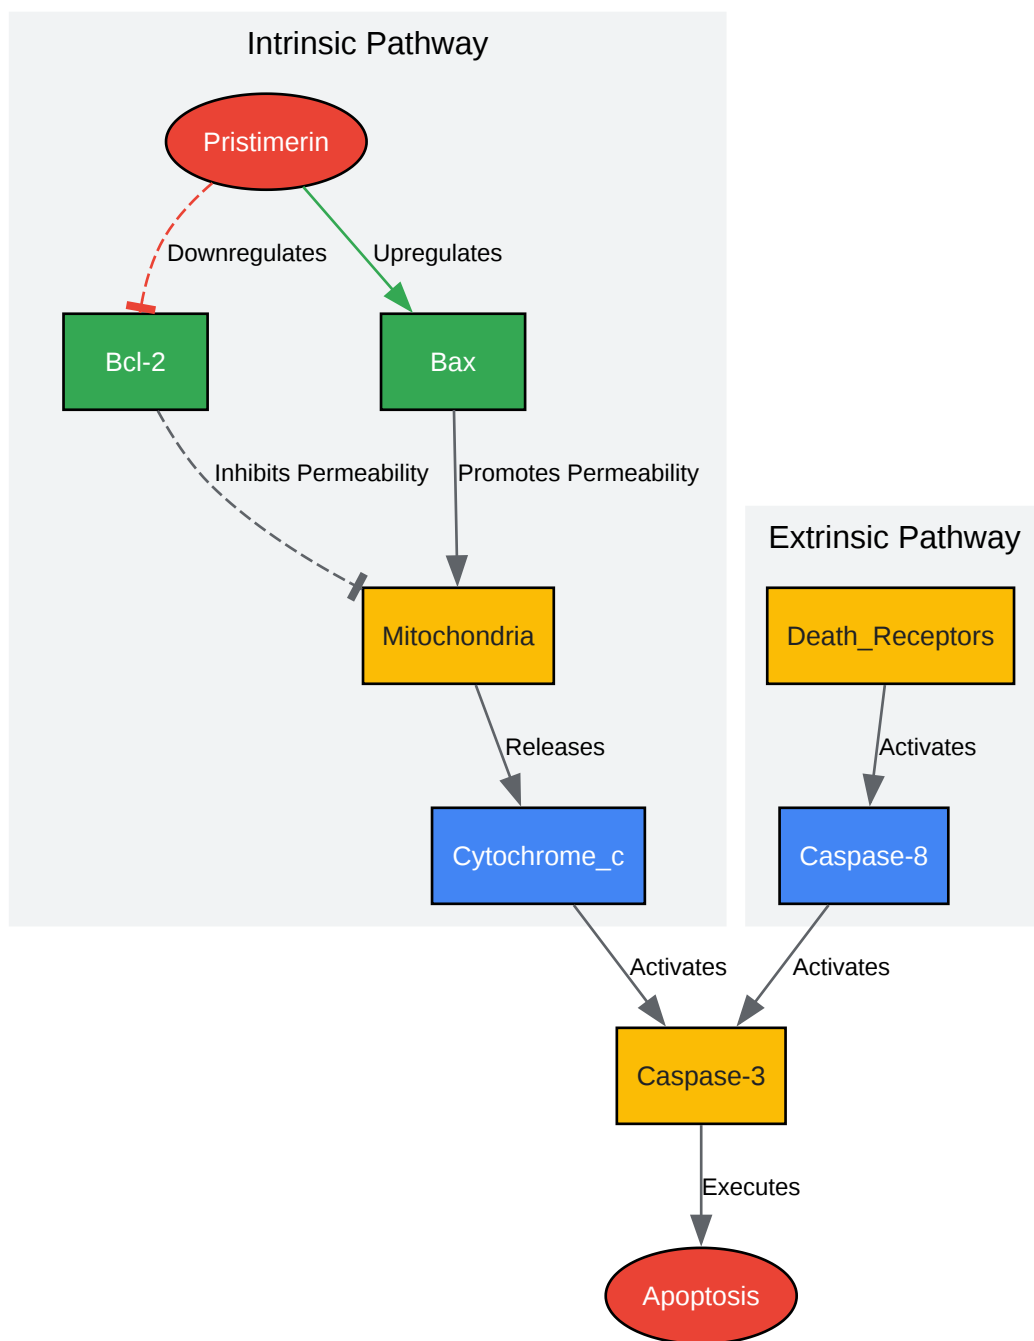 Intrinsic Pathway
Pristimerin
Downregulates
Upregulates
Bcl-2
Bax
Inhibits Permeability
Promotes Permeability
Extrinsic Pathway
Mitochondria
Death_Receptors
Releases
Activates
Cytochrome_c
Caspase-8
Activates
Activates
Caspase-3
Executes
Apoptosis